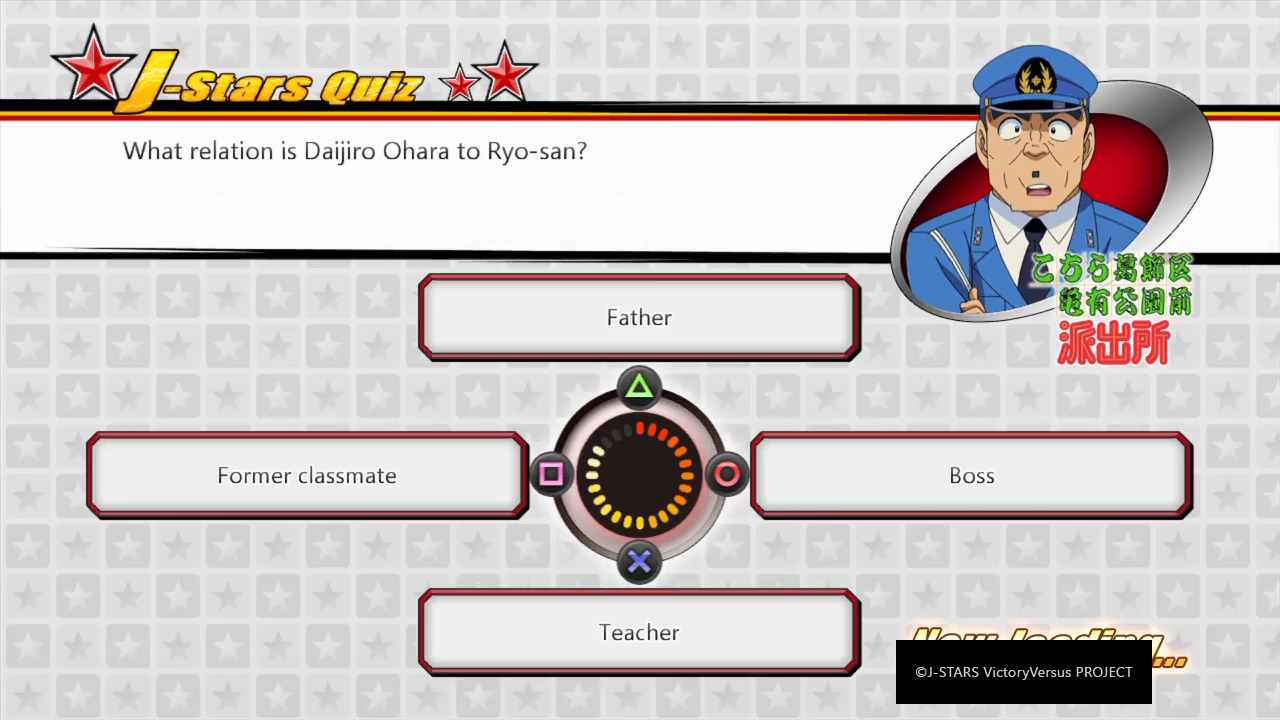 J-Stars Quiz
What relation is Daijiro Ohara to Ryo-san?
こちら葛飾区
亀有公園前
派出所
Father
Former classmate
Boss
Teacher
Now loading...
©J-STARS VictoryVersus PROJECT